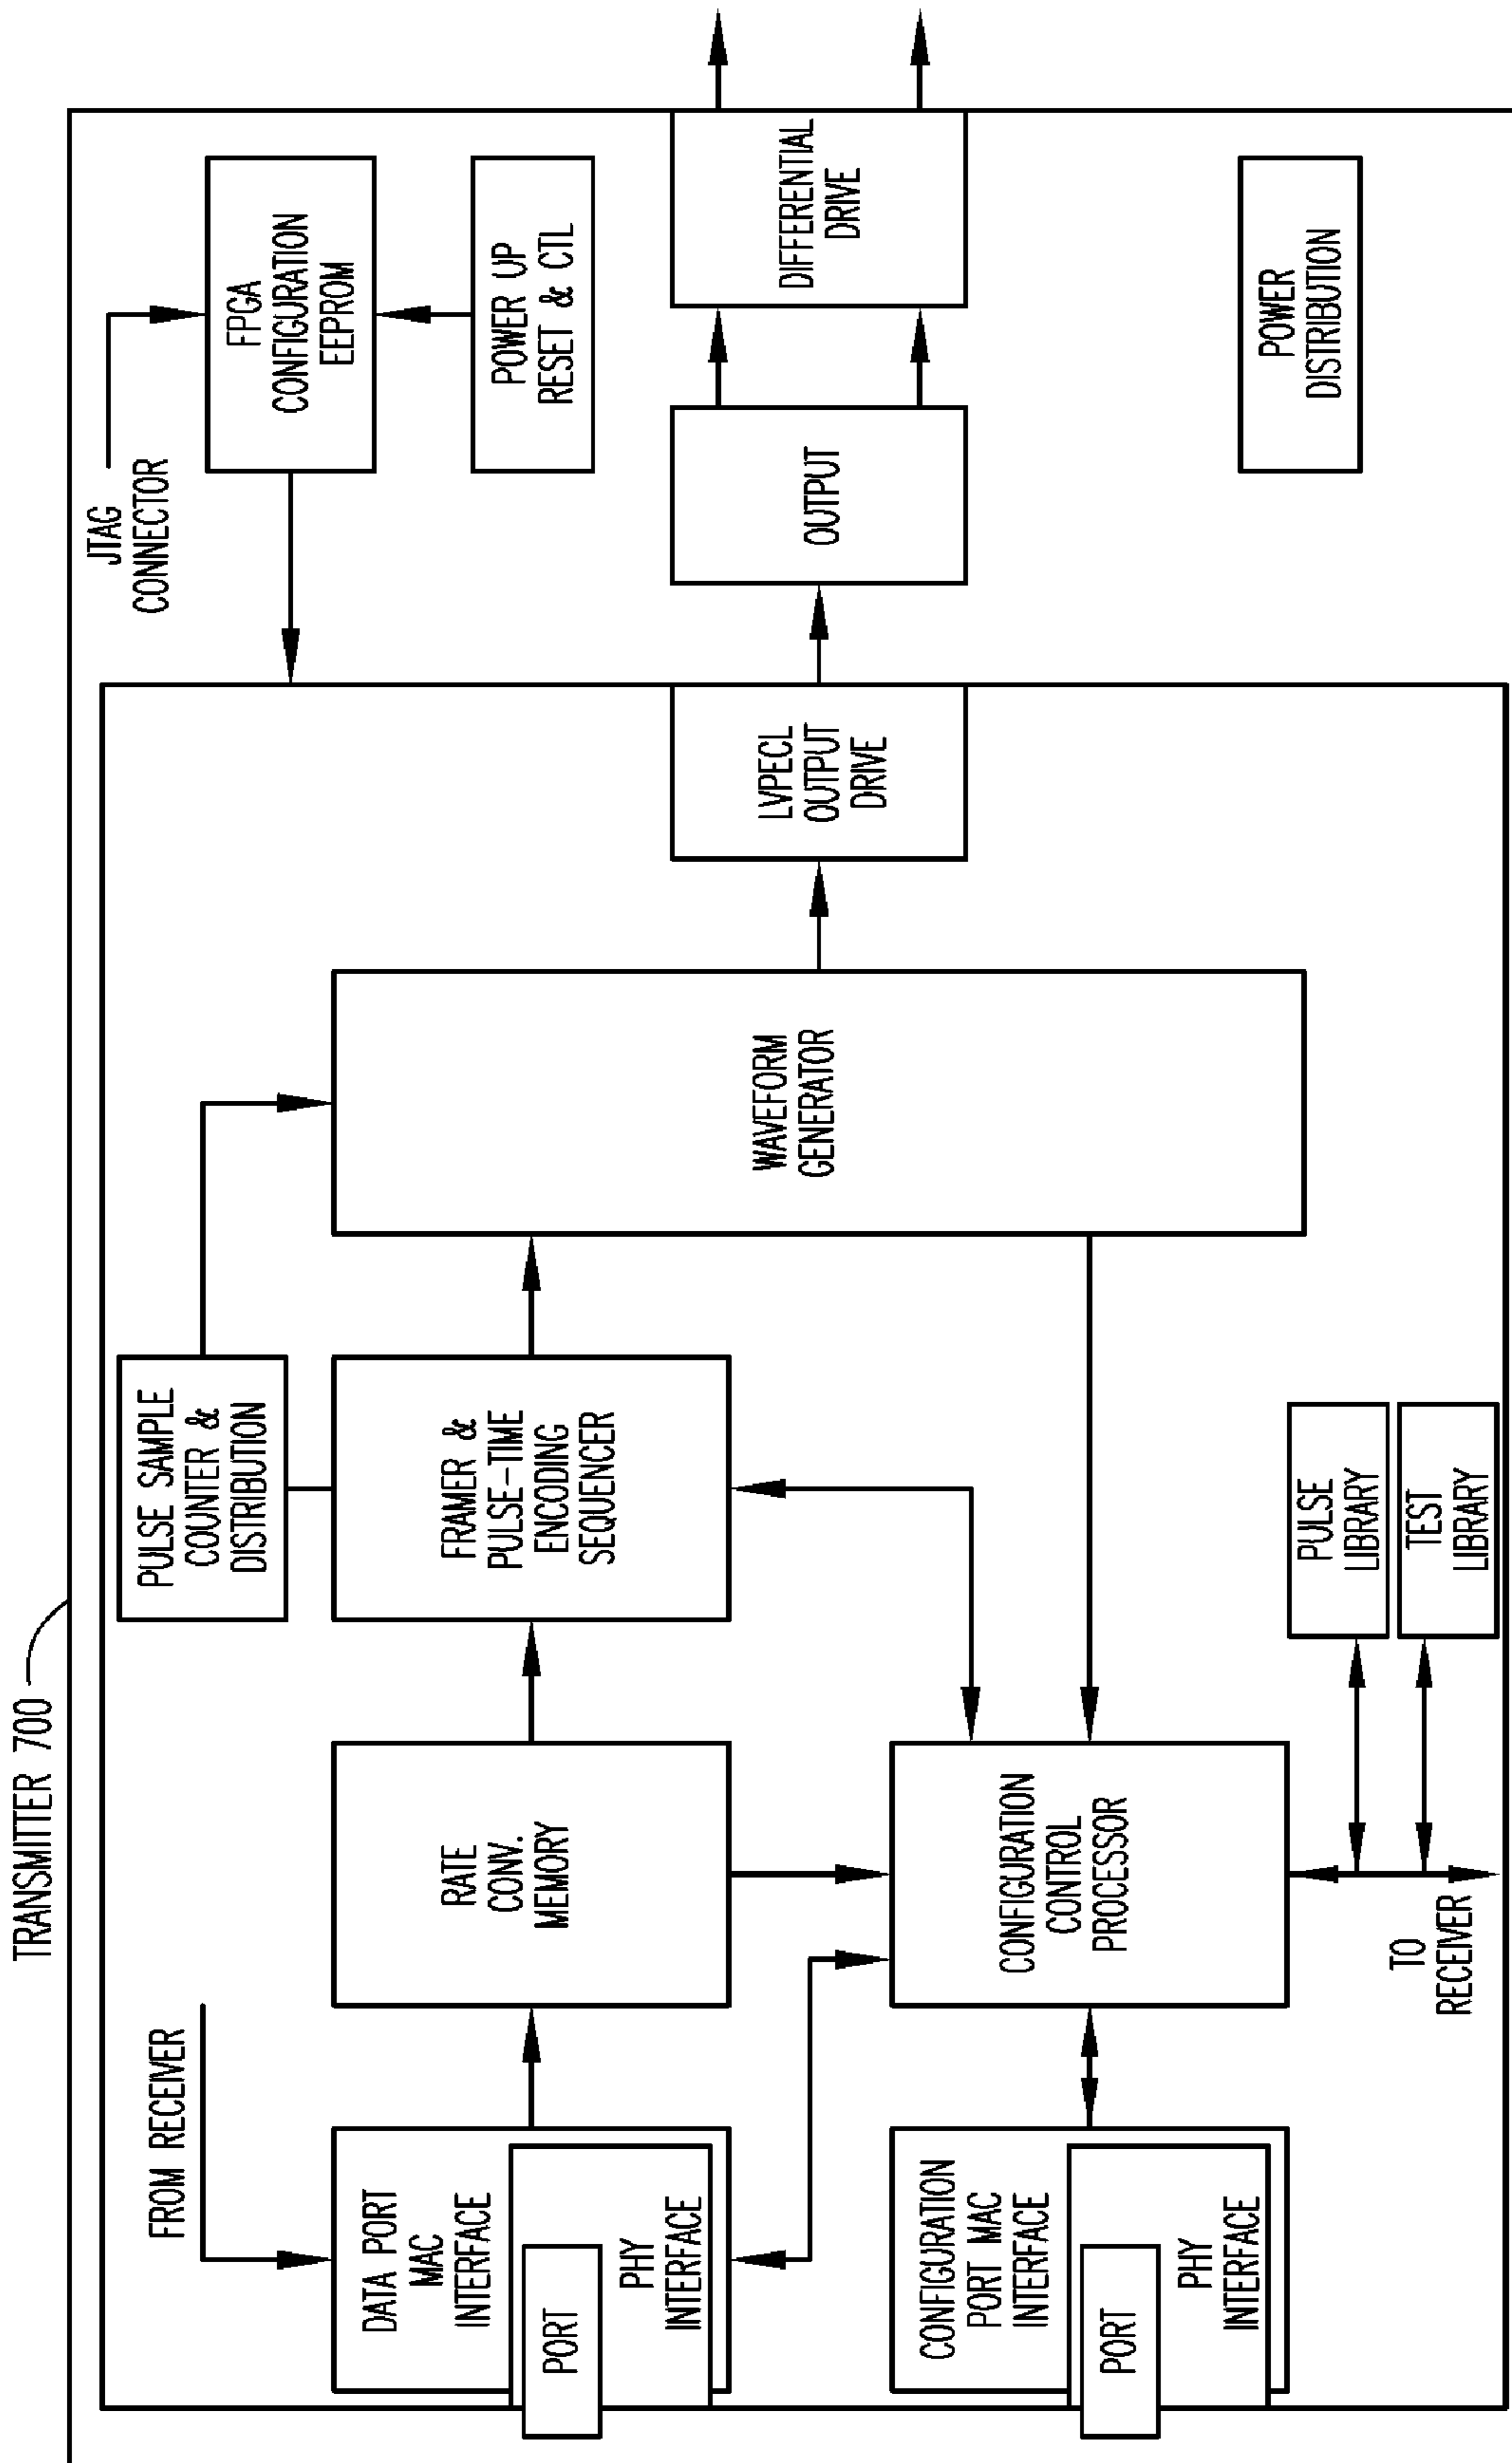 TRANSMITTER 700
FROM RECEIVER
DATA PORT
MAC
INTERFACE
PHY
INTERFACE
PORT
RATE
CONV.
MEMORY
PULSE SAMPLE
COUNTER &
DISTRIBUTION
FRAMER &
PULSE-TIME
ENCODING
SEQUENCER
WAVEFORM
GENERATOR
LVPECL
OUTPUT
DRIVE
JTAG
CONNECTOR
FPGA
CONFIGURATION
EEPROM
POWER UP
RESET & CTL
OUTPUT
DIFFERENTIAL
DRIVE
CONFIGURATION
PORT MAC
INTERFACE
PHY
INTERFACE
PORT
CONFIGURATION
CONTROL
PROCESSOR
TO
RECEIVER
PULSE
LIBRARY
TEST
LIBRARY
POWER
DISTRIBUTION